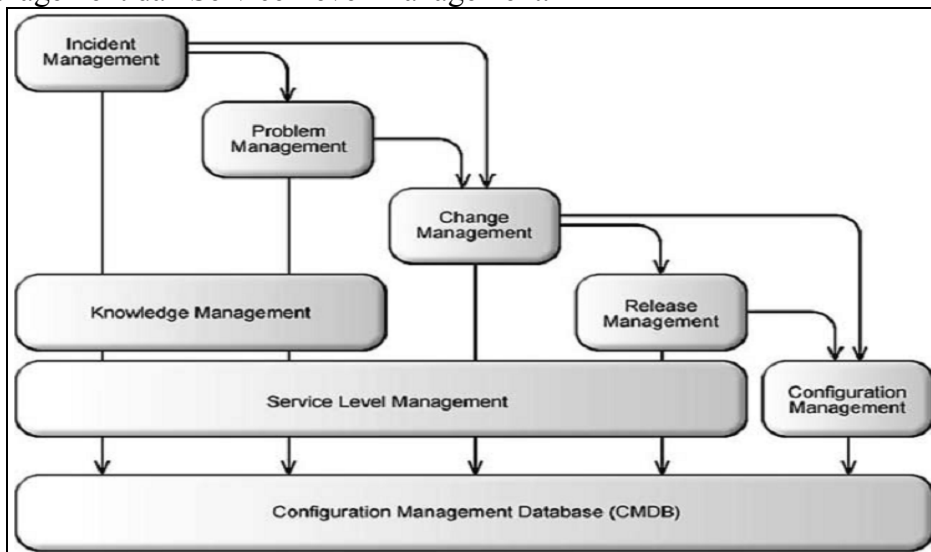 Incident
Management
Problem
Management
Change
Management
Knowledge Management
Release
Management
Service Level Management
Configuration
Management
Configuration Management Database (CMDB)